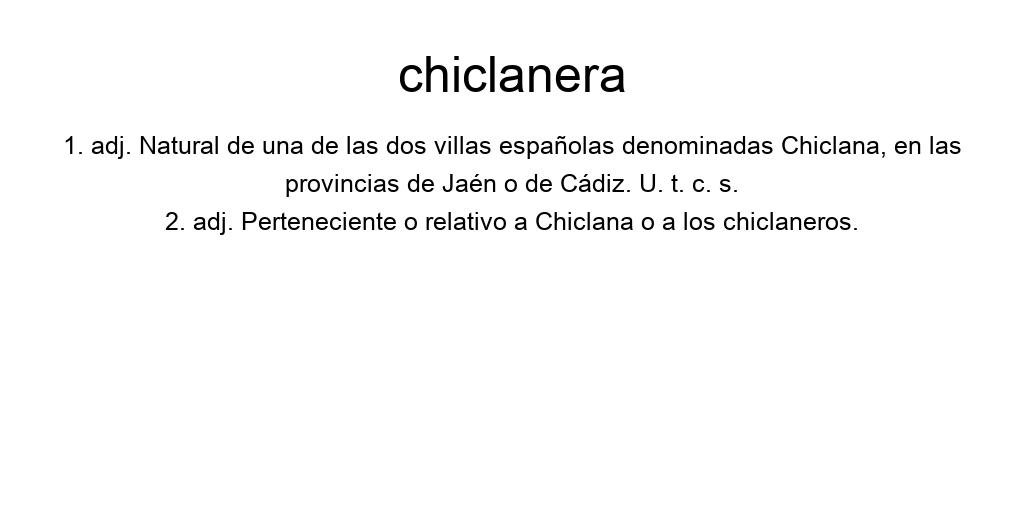 chiclanera
1. adj. Natural de una de las dos villas españolas denominadas Chiclana, en las
provincias de Jaén o de Cádiz. U. t. c. s.
2. adj. Perteneciente o relativo a Chiclana o a los chiclaneros.